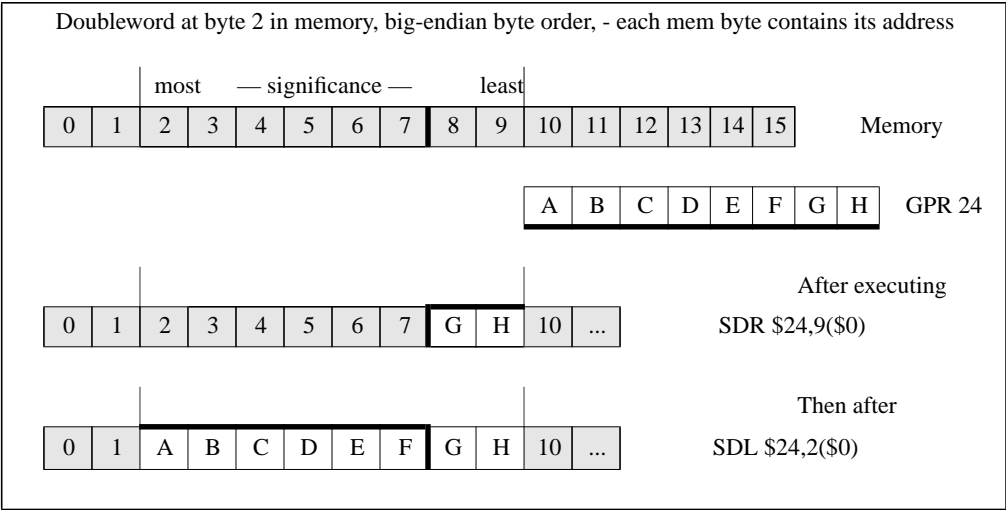 Doubleword at byte 2 in memory, big-endian byte order, - each mem byte contains its address
most — significance — least
0 1 2 3 4 5 6 7 8 9 10 11 12 13 14 15 Memory
A B C D E F G H GPR 24
After executing
0 1 2 3 4 5 6 7 G H 10 ... SDR $24,9($0)
Then after
0 1 A B C D E F G H 10 ... SDL $24,2($0)